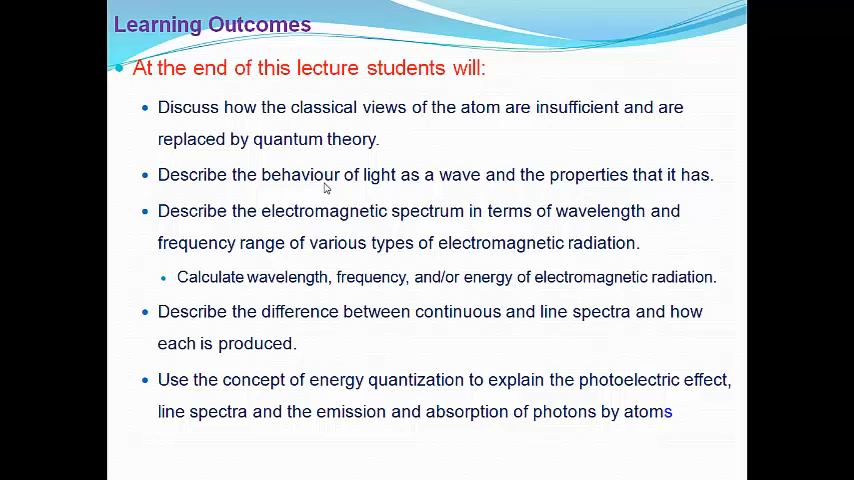 Learning Outcomes
• At the end of this lecture students will:
• Discuss how the classical views of the atom are insufficient and are
replaced by quantum theory.
• Describe the behaviour of light as a wave and the properties that it has.
• Describe the electromagnetic spectrum in terms of wavelength and
frequency range of various types of electromagnetic radiation.
• Calculate wavelength, frequency, and/or energy of electromagnetic radiation.
• Describe the difference between continuous and line spectra and how
each is produced.
• Use the concept of energy quantization to explain the photoelectric effect,
line spectra and the emission and absorption of photons by atoms